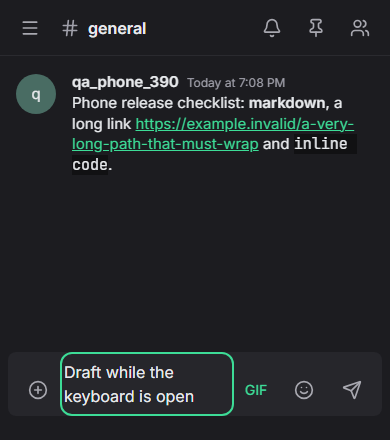 # general
q
qa_phone_390 Today at 7:08 PM
Phone release checklist: markdown, a
long link https://example.invalid/a-very-
long-path-that-must-wrap and inline
code.
Draft while the
keyboard is open
GIF